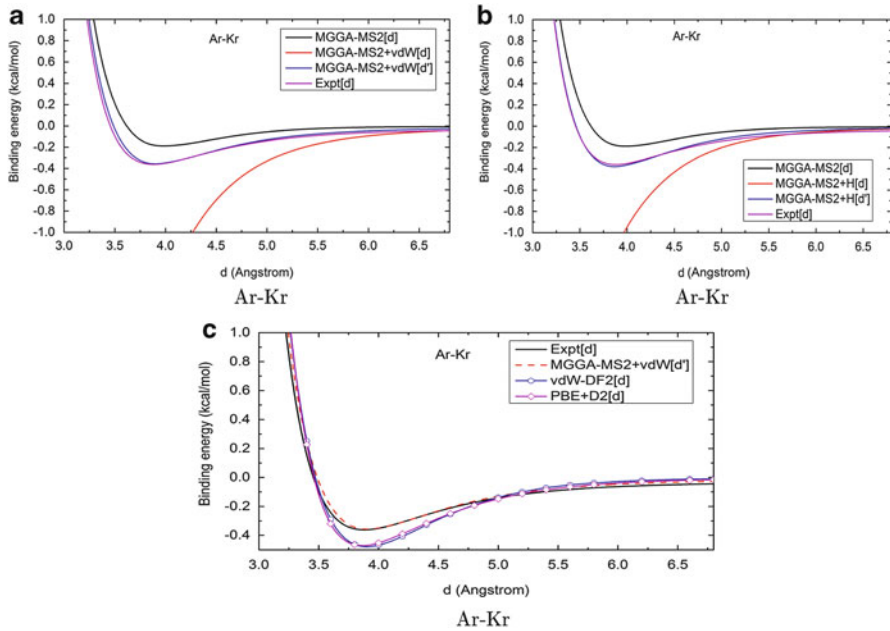 a
1.0
0.8
0.6
0.4
0.2
0.0
-0.2
-0.4
-0.6
-0.8
-1.0
Binding energy (kcal/mol)
Ar-Kr
MGGA-MS2[d]
MGGA-MS2+vdW[d]
MGGA-MS2+vdW[d']
Expt[d]
3.0 3.5 4.0 4.5 5.0 5.5 6.0 6.5
d (Angstrom)
Ar-Kr
b
1.0
0.8
0.6
0.4
0.2
0.0
-0.2
-0.4
-0.6
-0.8
-1.0
Binding energy (kcal/mol)
Ar-Kr
MGGA-MS2[d]
MGGA-MS2+H[d]
MGGA-MS2+H[d']
Expt[d]
3.0 3.5 4.0 4.5 5.0 5.5 6.0 6.5
d (Angstrom)
Ar-Kr
c
1.0
0.8
0.6
0.4
0.2
0.0
-0.2
-0.4
Binding energy (kcal/mol)
Ar-Kr
Expt[d]
MGGA-MS2+vdW[d']
vdW-DF2[d]
PBE+D2[d]
3.0 3.5 4.0 4.5 5.0 5.5 6.0 6.5
d (Angstrom)
Ar-Kr